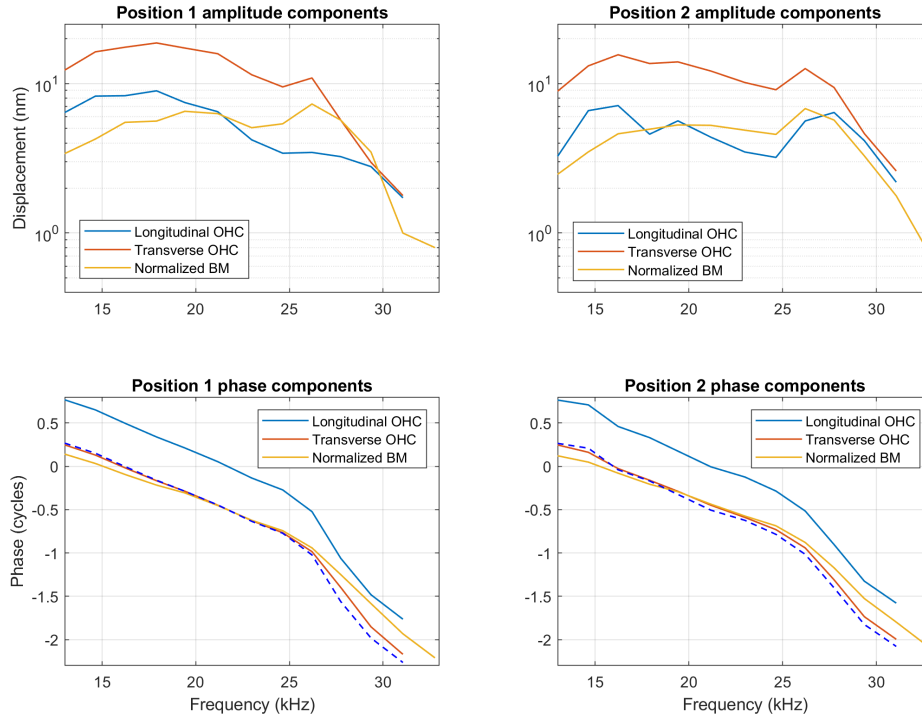 Position 1 amplitude components
Position 2 amplitude components
Displacement (nm)
10^1
10^0
Longitudinal OHC
Transverse OHC
Normalized BM
15 20 25 30
10^1
10^0
Longitudinal OHC
Transverse OHC
Normalized BM
15 20 25 30
Position 1 phase components
Position 2 phase components
Phase (cycles)
0.5
0
-0.5
-1
-1.5
-2
Longitudinal OHC
Transverse OHC
Normalized BM
15 20 25 30
Frequency (kHz)
0.5
0
-0.5
-1
-1.5
-2
Longitudinal OHC
Transverse OHC
Normalized BM
15 20 25 30
Frequency (kHz)